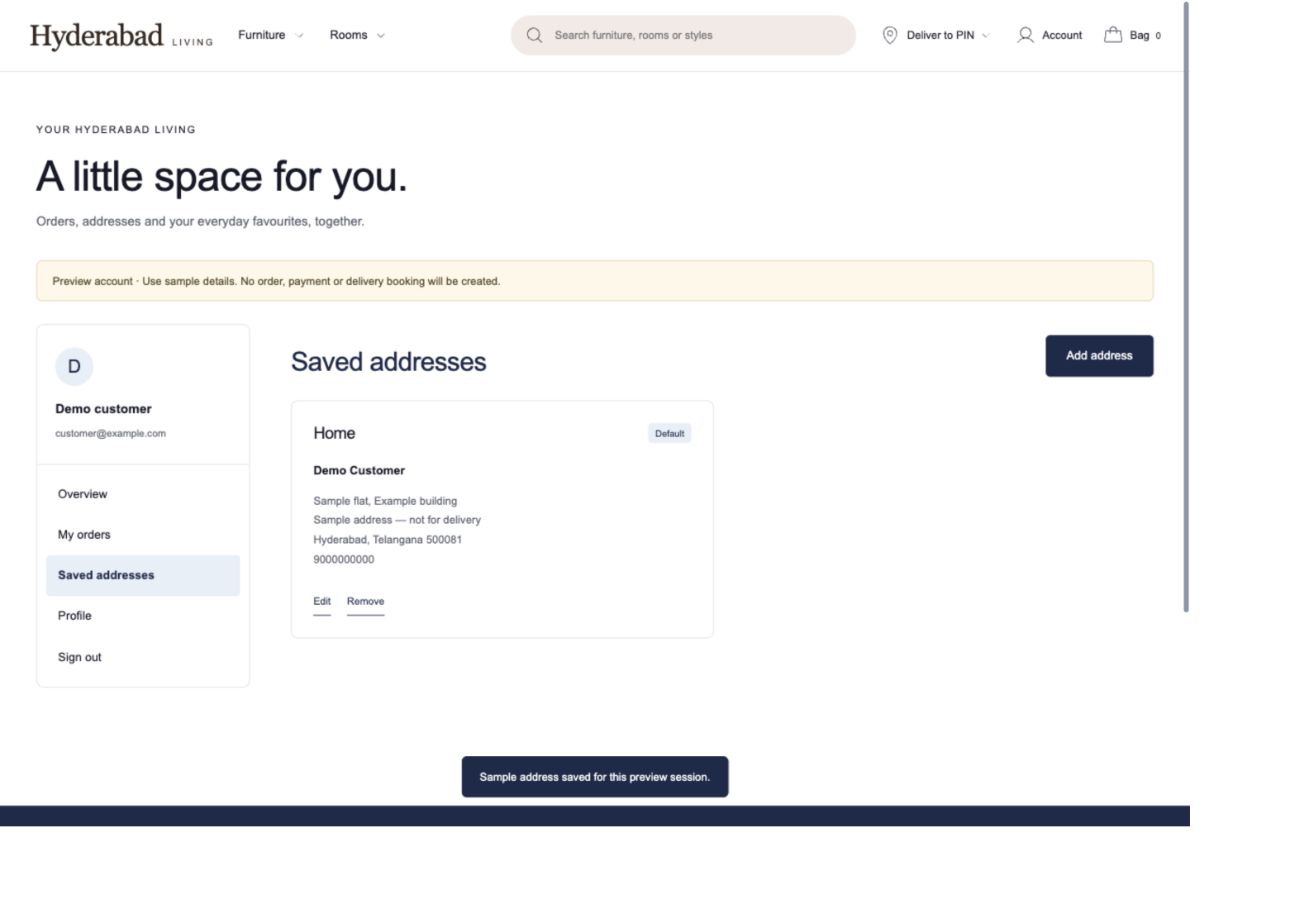 Hyderabad LIVING
Furniture
Rooms
Search furniture, rooms or styles
Deliver to PIN
Account
Bag 0
YOUR HYDERABAD LIVING
A little space for you.
Orders, addresses and your everyday favourites, together.
Preview account · Use sample details. No order, payment or delivery booking will be created.
D
Demo customer
customer@example.com
Overview
My orders
Saved addresses
Profile
Sign out
Saved addresses
Add address
Home
Default
Demo Customer
Sample flat, Example building
Sample address — not for delivery
Hyderabad, Telangana 500081
9000000000
Edit
Remove
Sample address saved for this preview session.